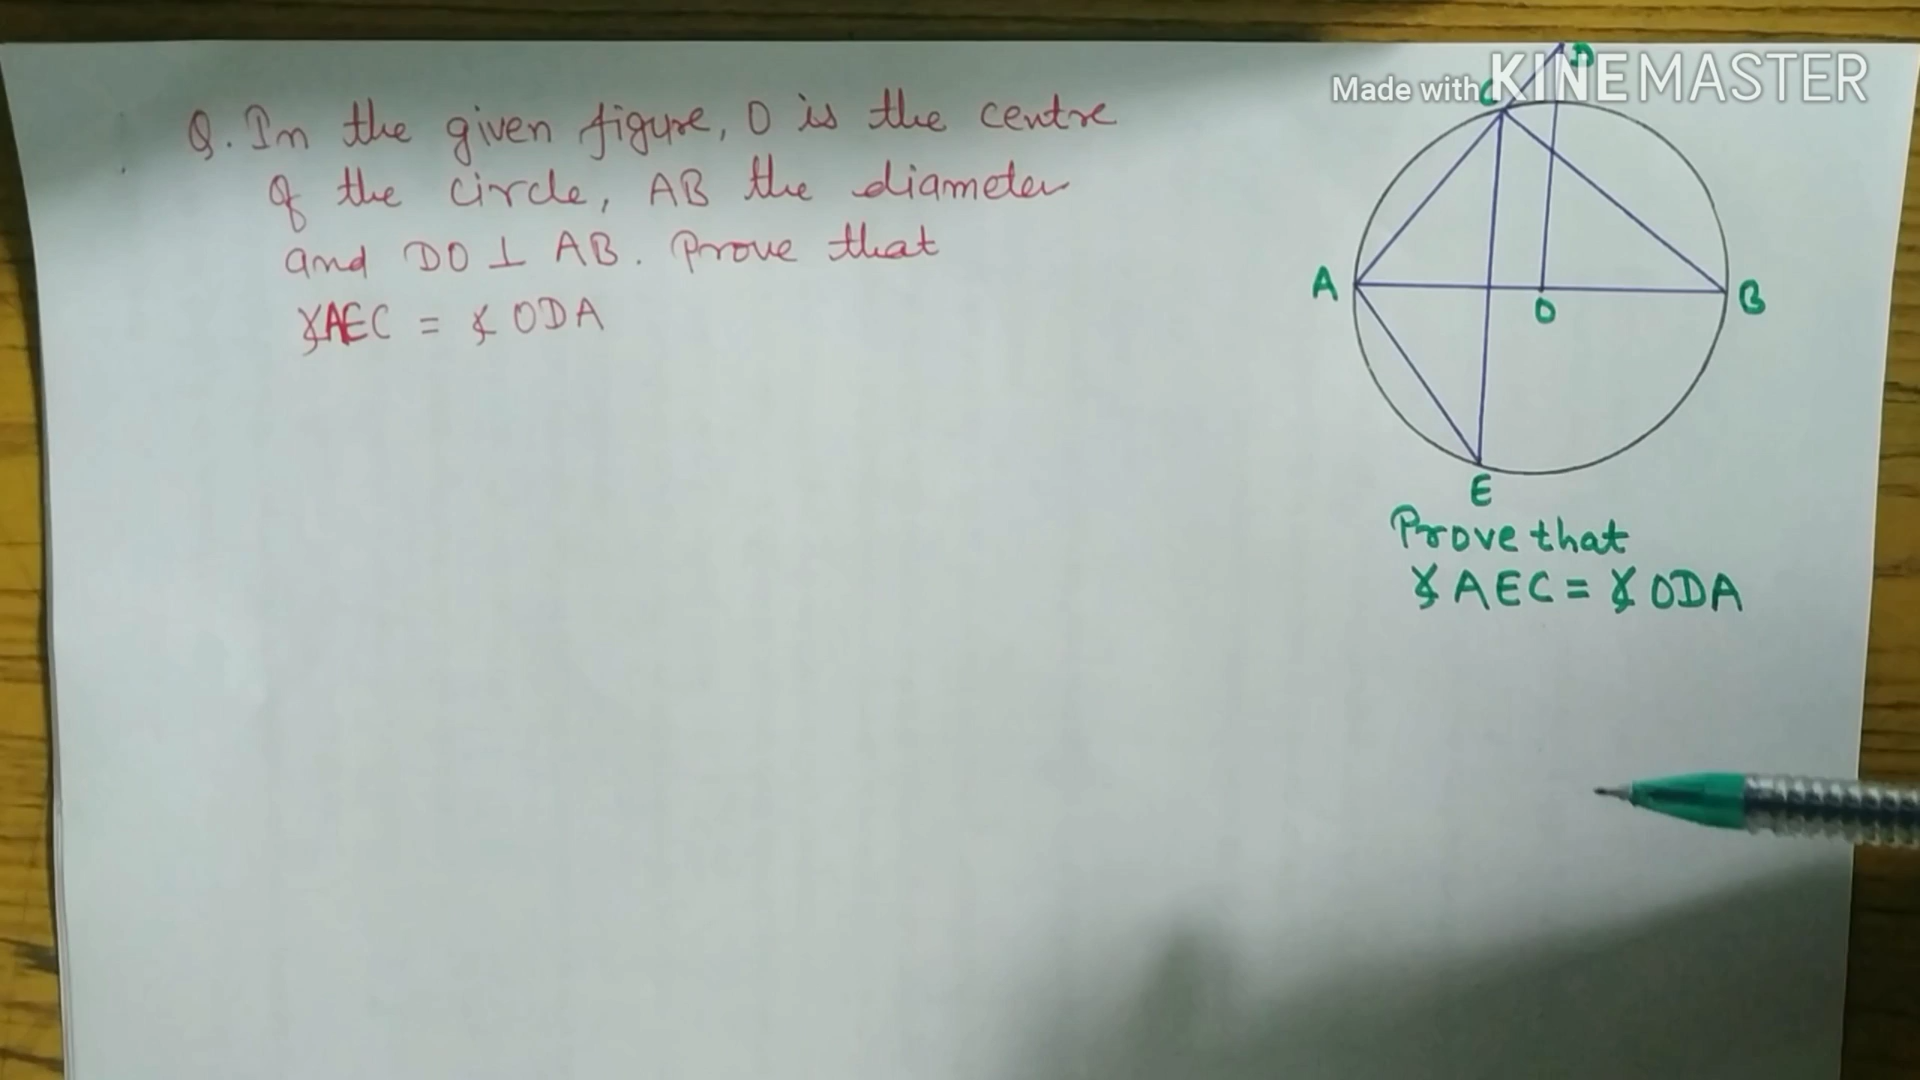 Q. In the given figure, O is the centre
of the circle, AB the diameter
and DO ⊥ AB. Prove that
∡AEC = ∡ ODA
Made with KINEMASTER
D
C
A
O
B
E
Prove that
∡ AEC = ∡ ODA